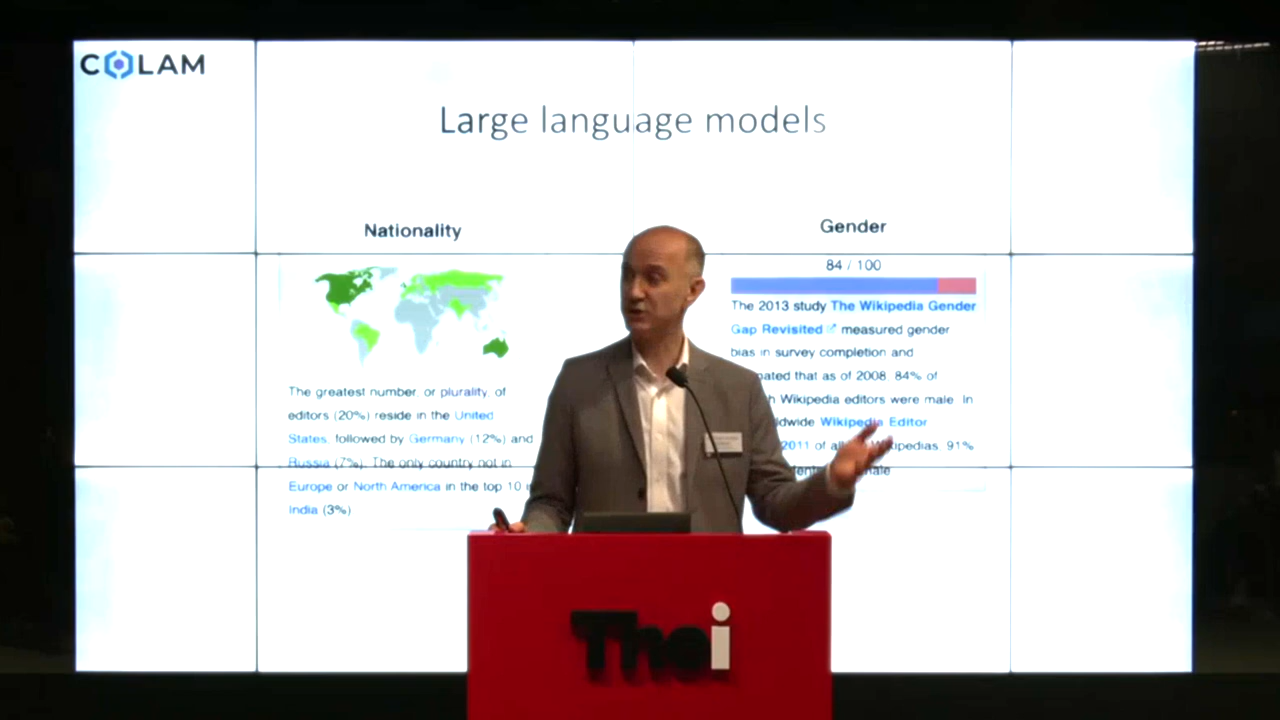 COLAM
Large language models
Nationality
The greatest number or plurality of
editors (20%) reside in the United
States, followed by Germany (12%) and
Russia (7%). The only country not in
Europe or North America in the top 10
India (3%)
Gender
84 / 100
The 2013 study The Wikipedia Gender
Gap Revisited measured gender
bias in survey completion and
that as of 2008, 84% of
Wikipedia editors were male. In
Wikipedia Editor
2011 of
91%
The i